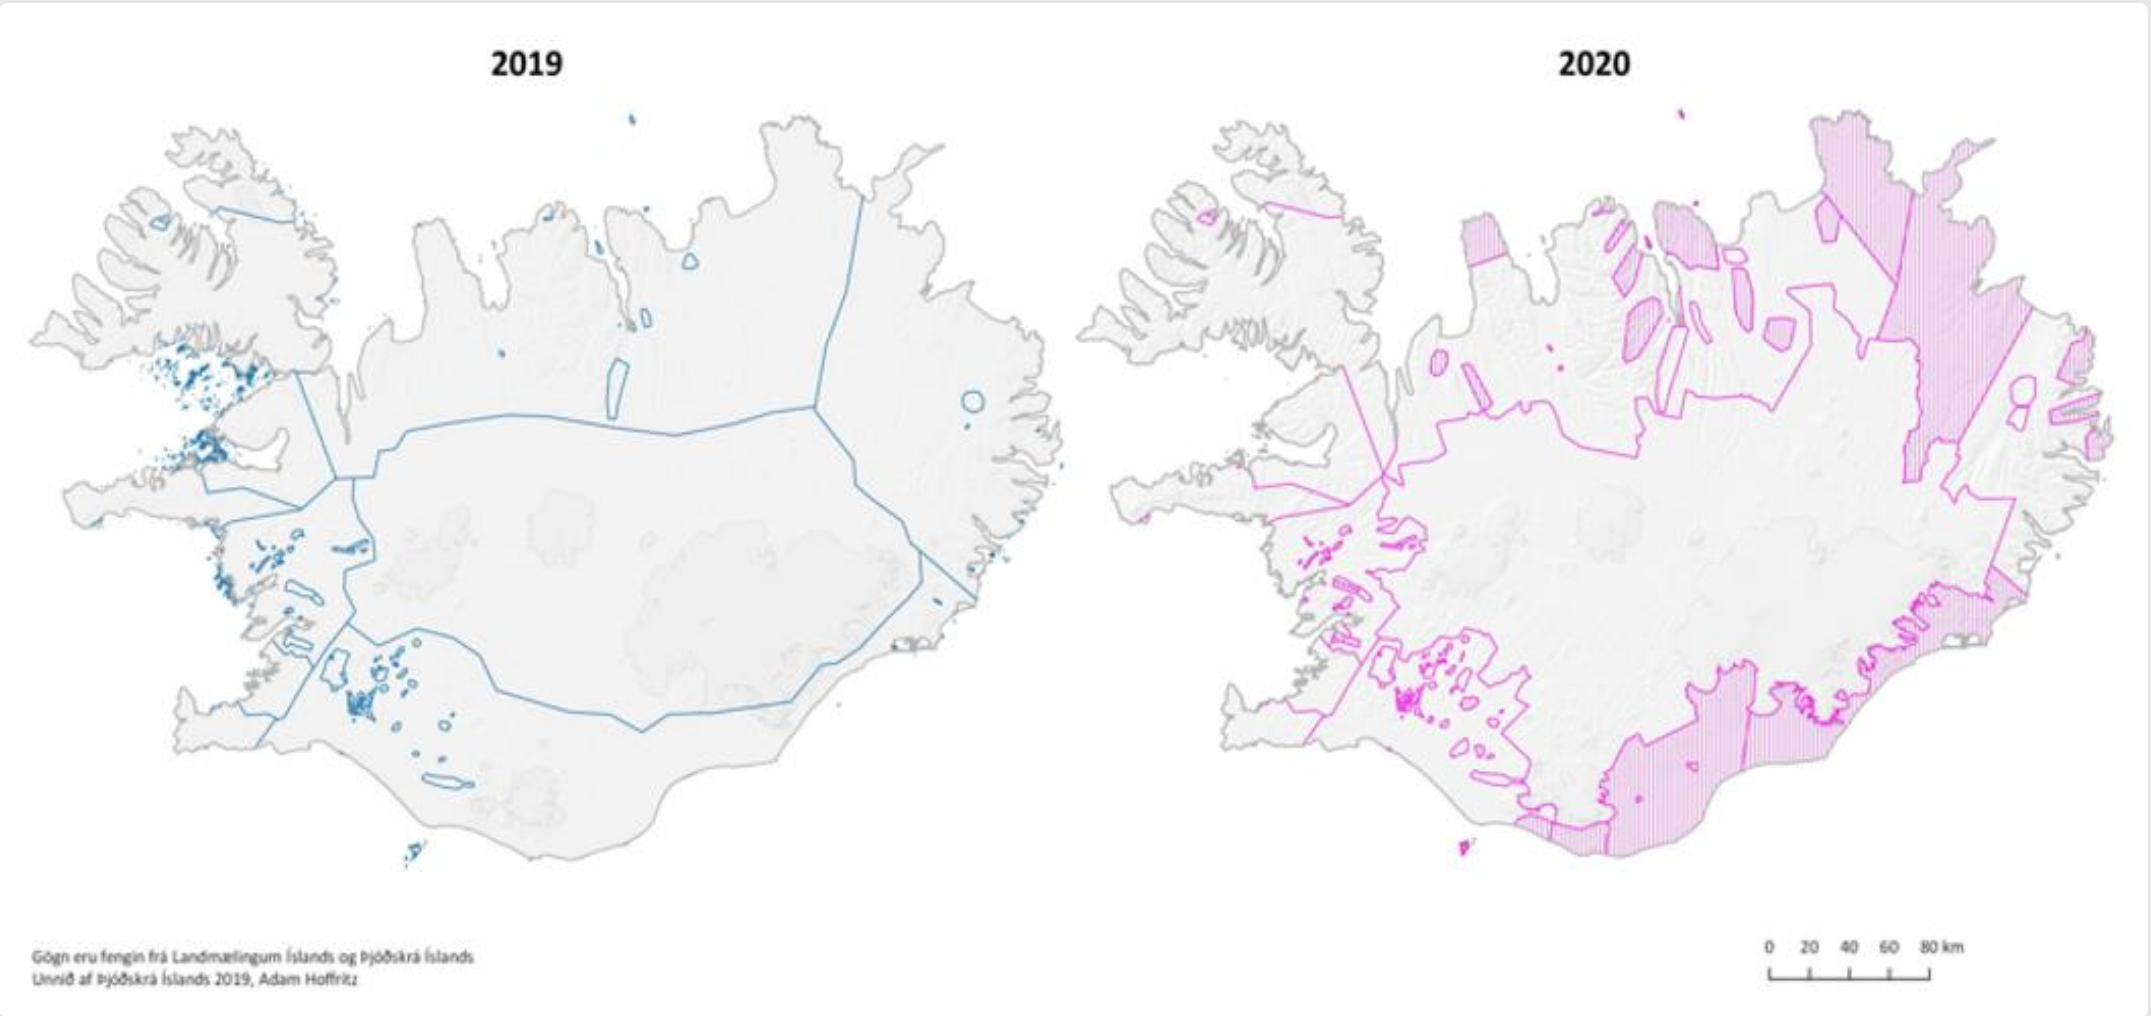 2019
2020
Gögn eru fengin frá Landmælingum Íslands og Þjóðskrá Íslands
Unnið af Þjóðskrá Íslands 2019, Adam Hoffritz
0 20 40 60 80 km